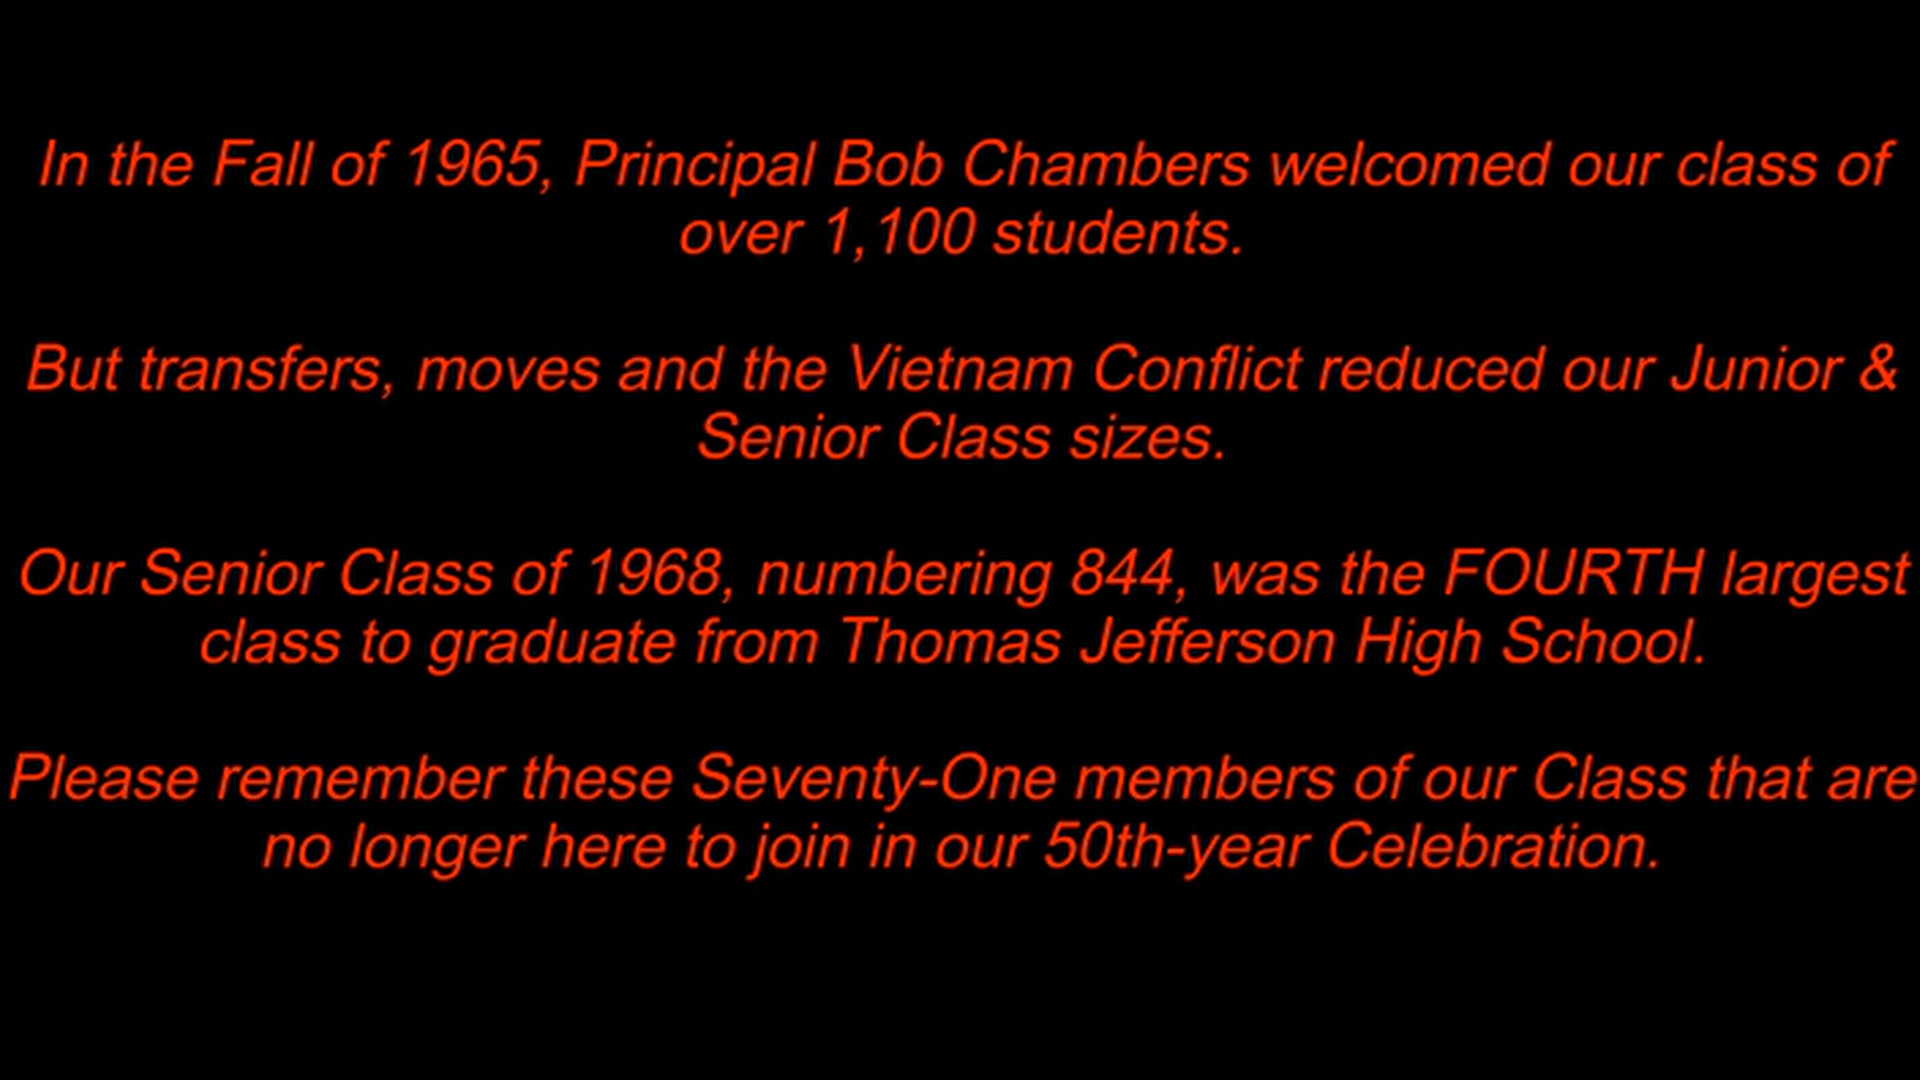 In the Fall of 1965, Principal Bob Chambers welcomed our class of
over 1,100 students.
But transfers, moves and the Vietnam Conflict reduced our Junior &
Senior Class sizes.
Our Senior Class of 1968, numbering 844, was the FOURTH largest
class to graduate from Thomas Jefferson High School.
Please remember these Seventy-One members of our Class that are
no longer here to join in our 50th-year Celebration.